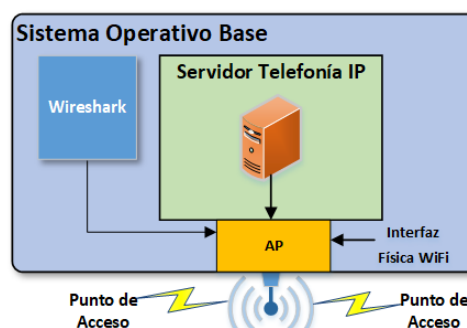 Sistema Operativo Base
Servidor Telefonía IP
Wireshark
AP
Interfaz
Física WiFi
Punto de
Acceso
Punto de
Acceso